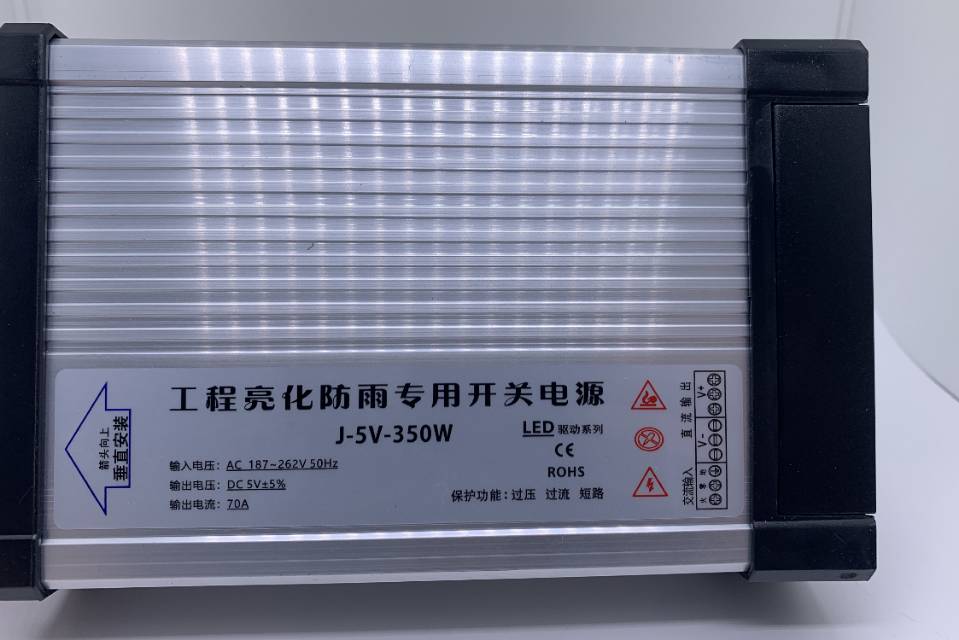 工程亮化防雨专用开关电源
J-5V-350W
LED 驱动系列
CE
ROHS
输入电压: AC 187~262V 50Hz
输出电压: DC 5V±5%
输出电流: 70A
保护功能: 过压 过流 短路
箭头向上
垂直安装
直流输出
V+
V-
交流输入
地
零
火